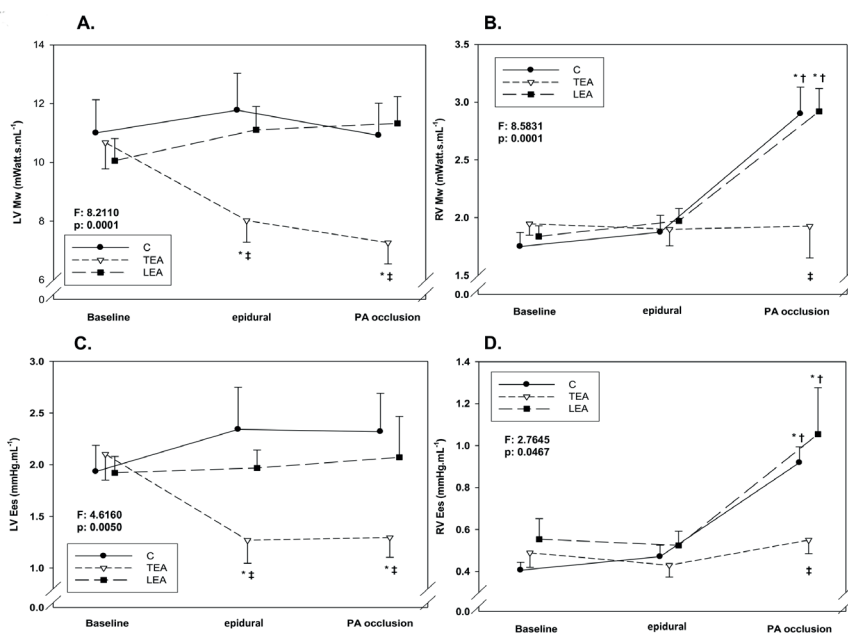 A.
LV Mw (mWatt.s.mL-1)
14
12
10
8
6
0
F: 8.2110
p: 0.0001
C
TEA
LEA
*‡
*‡
Baseline epidural PA occlusion
B.
RV Mw (mWatt.s.mL-1)
3.5
3.0
2.5
2.0
1.5
0.0
C
TEA
LEA
F: 8.5831
p: 0.0001
*† *†
‡
Baseline epidural PA occlusion
C.
LV Ees (mmHg.mL-1)
3.0
2.5
2.0
1.5
1.0
0.0
F: 4.6160
p: 0.0050
C
TEA
LEA
*‡
*‡
Baseline epidural PA occlusion
D.
RV Ees (mmHg.mL-1)
1.4
1.2
1.0
0.8
0.6
0.4
0.0
C
TEA
LEA
F: 2.7645
p: 0.0467
*†
*†
‡
Baseline epidural PA occlusion